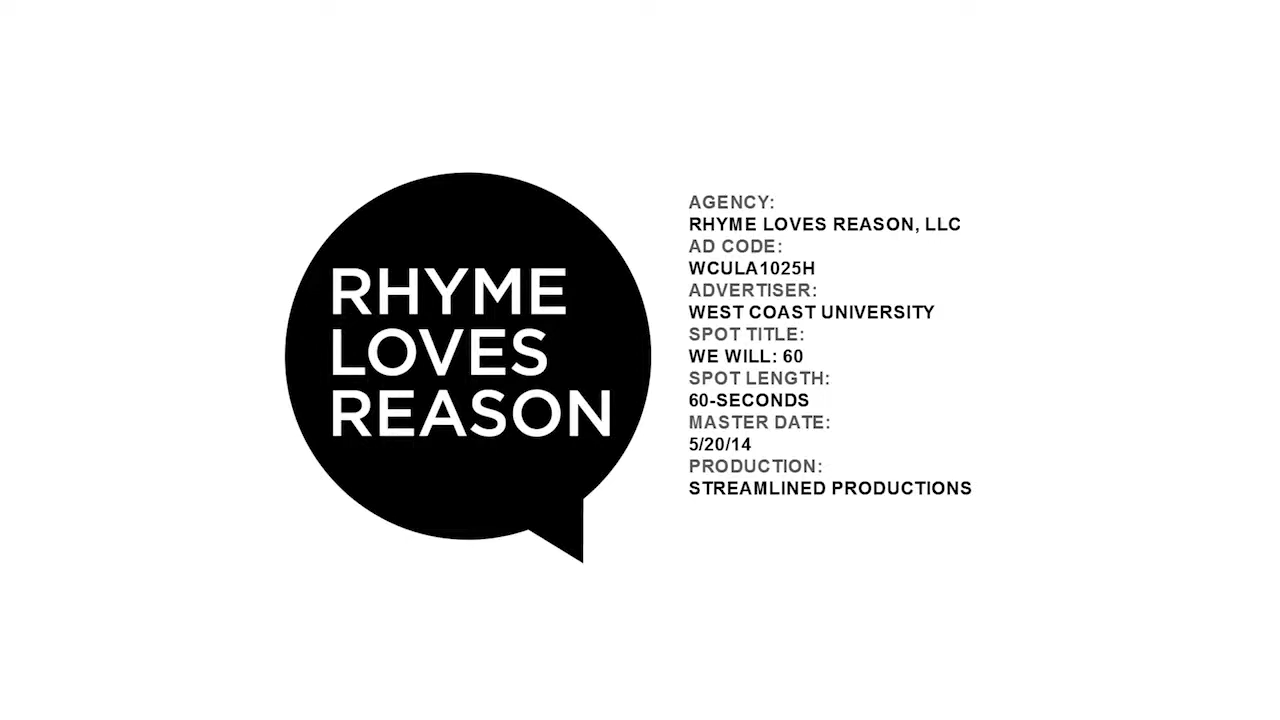 RHYME
LOVES
REASON
AGENCY:
RHYME LOVES REASON, LLC
AD CODE:
WCULA1025H
ADVERTISER:
WEST COAST UNIVERSITY
SPOT TITLE:
WE WILL: 60
SPOT LENGTH:
60-SECONDS
MASTER DATE:
5/20/14
PRODUCTION:
STREAMLINED PRODUCTIONS